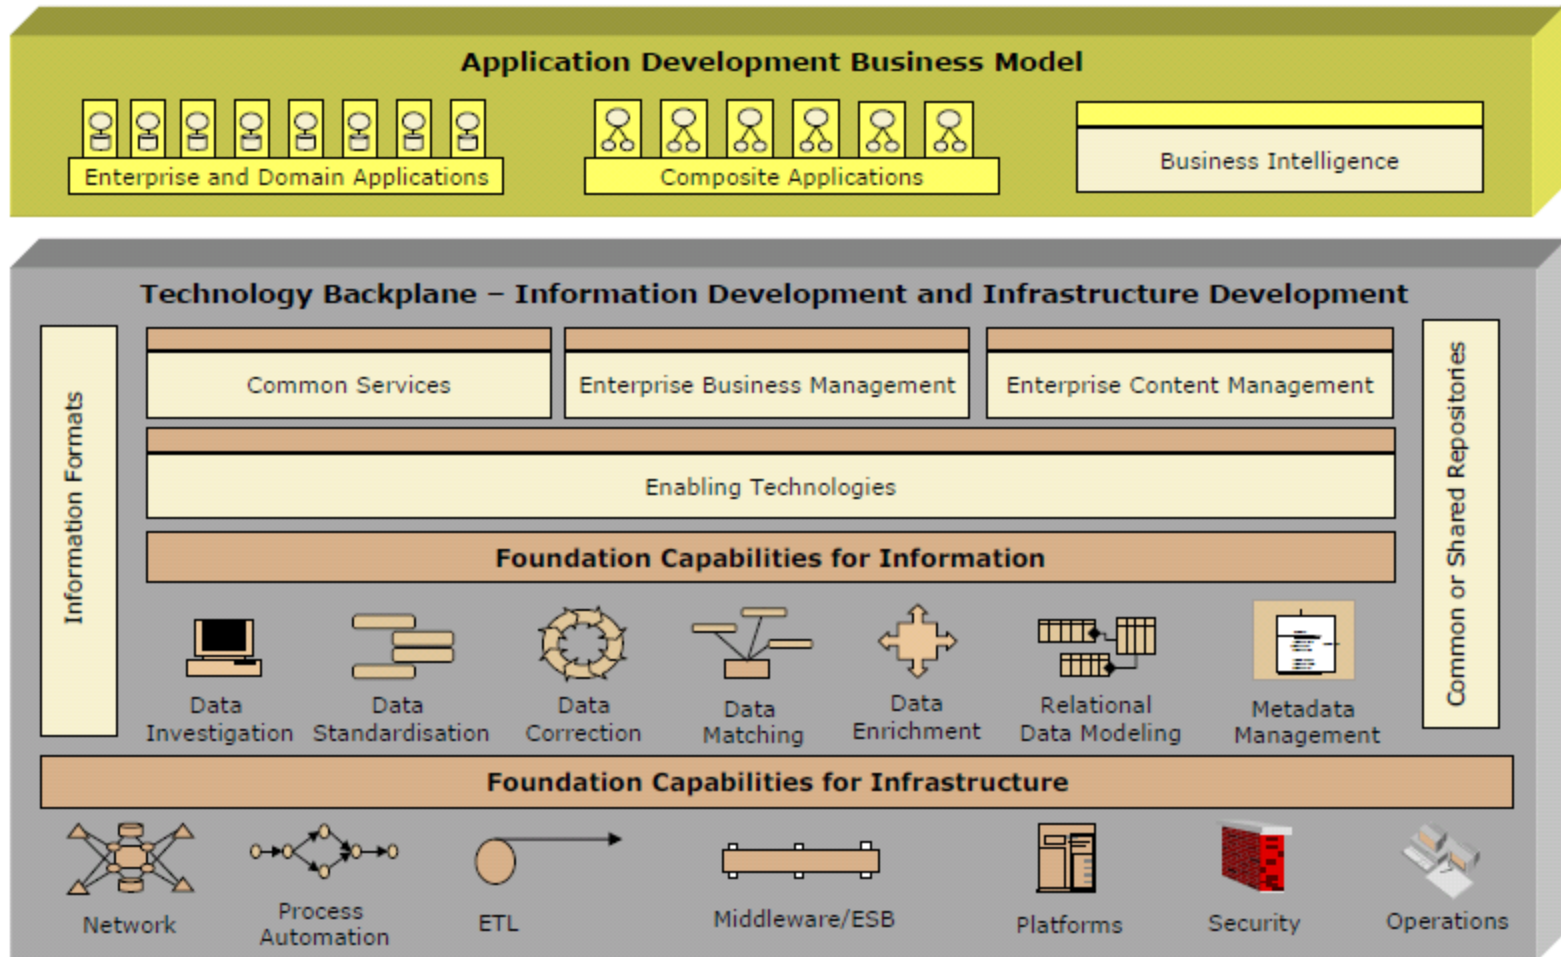 Application Development Business Model
Enterprise and Domain Applications
Composite Applications
Business Intelligence
Technology Backplane – Information Development and Infrastructure Development
Information Formats
Common Services
Enterprise Business Management
Enterprise Content Management
Common or Shared Repositories
Enabling Technologies
Foundation Capabilities for Information
Data
Investigation
Data
Standardisation
Data
Correction
Data
Matching
Data
Enrichment
Relational
Data Modeling
Metadata
Management
Foundation Capabilities for Infrastructure
Network
Process
Automation
ETL
Middleware/ESB
Platforms
Security
Operations